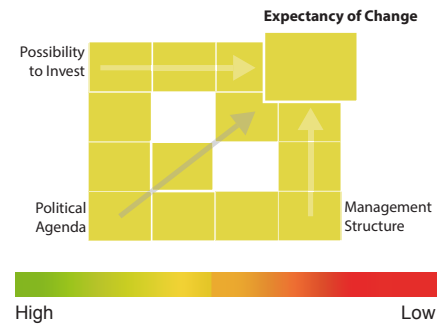 Expectancy of Change
Possibility
to Invest
Political
Agenda
Management
Structure
High
Low